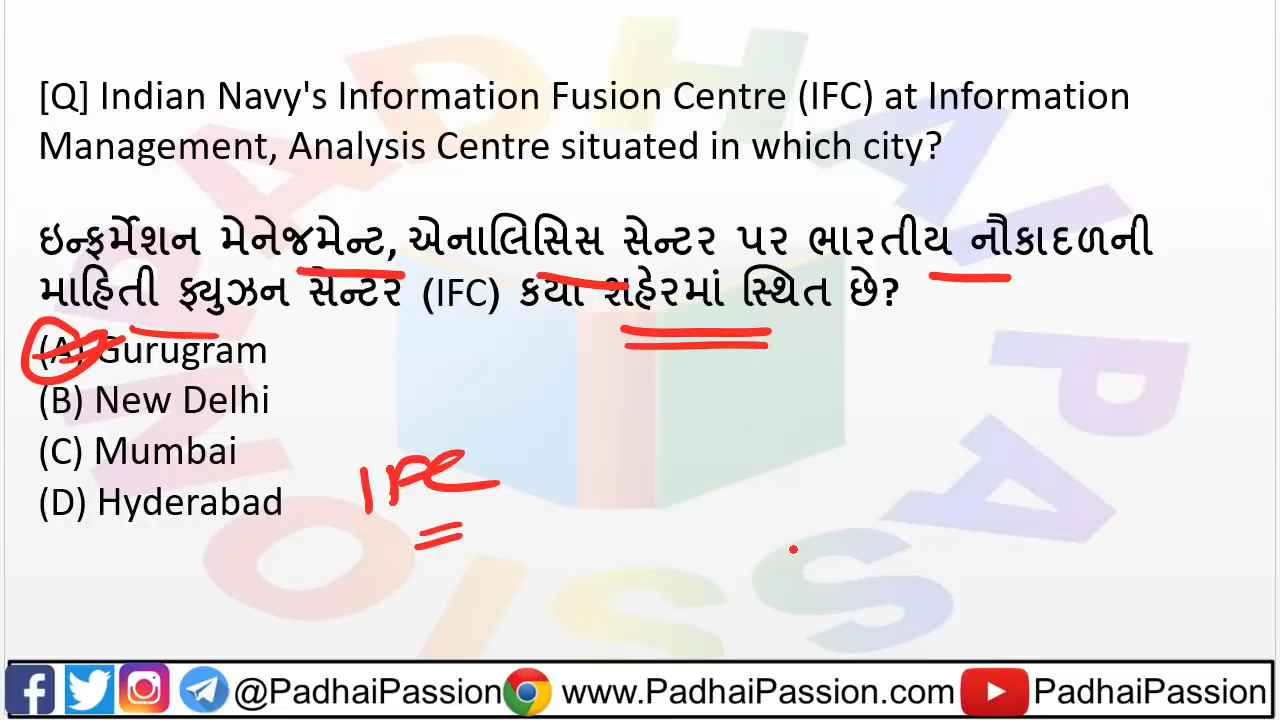 [Q] Indian Navy's Information Fusion Centre (IFC) at Information
Management, Analysis Centre situated in which city?
ઇન્ફર્મેશન મેનેજમેન્ટ, એનાલિસિસ સેન્ટર પર ભારતીય નૌકાદળની
માહિતી ફ્યુઝન સેન્ટર (IFC) કયા શહેરમાં સ્થિત છે?
(A) Gurugram
(B) New Delhi
(C) Mumbai
(D) Hyderabad
IFC
PADHAI PASSION
@PadhaiPassion www.PadhaiPassion.com PadhaiPassion